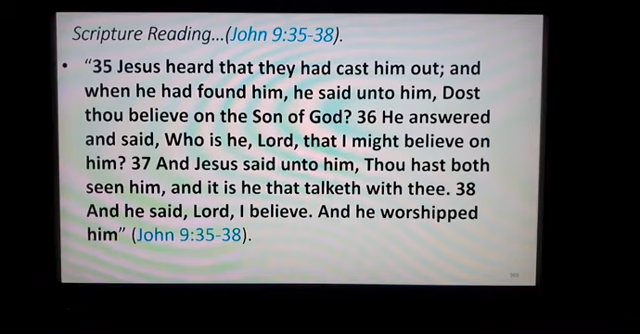 Scripture Reading...(John 9:35-38).
• “35 Jesus heard that they had cast him out; and
when he had found him, he said unto him, Dost
thou believe on the Son of God? 36 He answered
and said, Who is he, Lord, that I might believe on
him? 37 And Jesus said unto him, Thou hast both
seen him, and it is he that talketh with thee. 38
And he said, Lord, I believe. And he worshipped
him” (John 9:35-38).